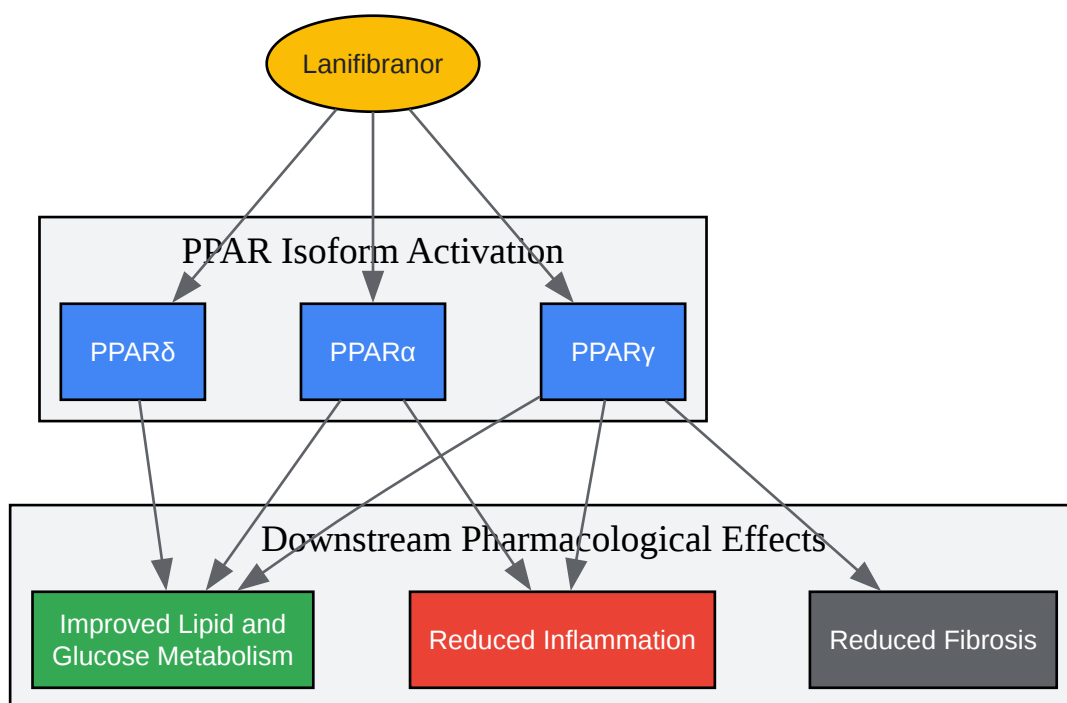 Lanifibranor
PPAR Isoform Activation
PPARδ
PPARα
PPARγ
Downstream Pharmacological Effects
Improved Lipid and
Glucose Metabolism
Reduced Inflammation
Reduced Fibrosis